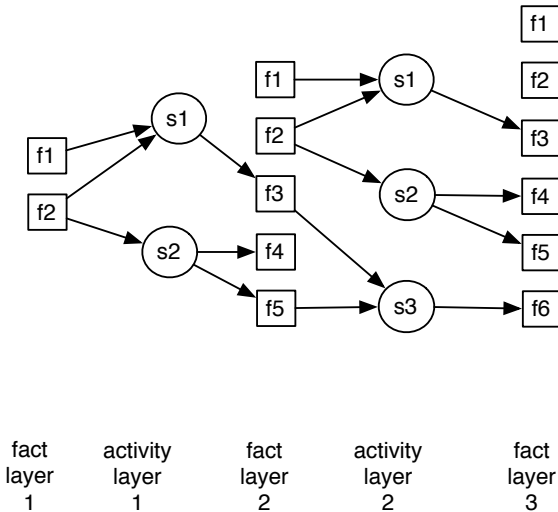 f1
f1
s1
f2
s1
f1
f2
f3
f2
f3
s2
f4
s2
f4
f5
f5
s3
f6
fact
layer
1
activity
layer
1
fact
layer
2
activity
layer
2
fact
layer
3